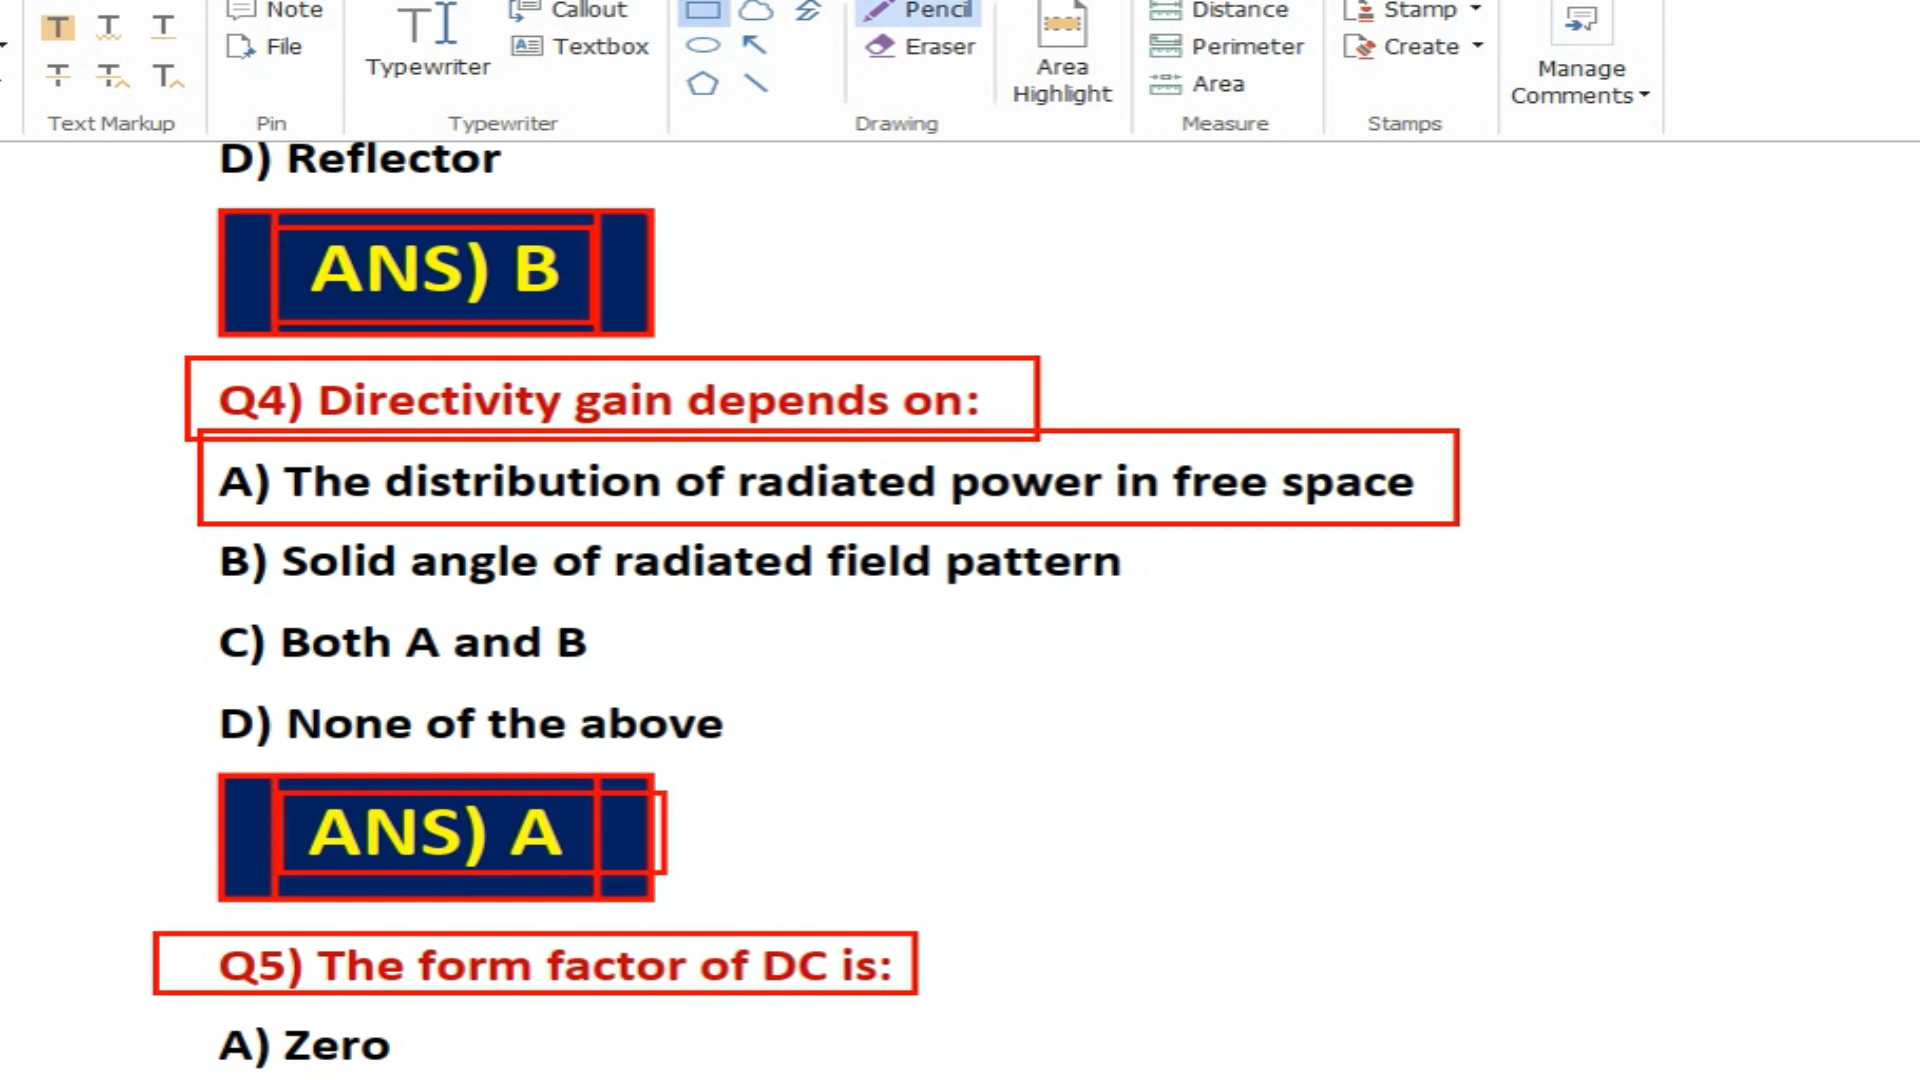 Note
Callout
Pencil
Distance
Stamp
File
Textbox
Eraser
Perimeter
Create
Typewriter
Area
Highlight
Area
Manage
Comments
Text Markup
Pin
Typewriter
Drawing
Measure
Stamps
D) Reflector
ANS) B
Q4) Directivity gain depends on:
A) The distribution of radiated power in free space
B) Solid angle of radiated field pattern
C) Both A and B
D) None of the above
ANS) A
Q5) The form factor of DC is:
A) Zero